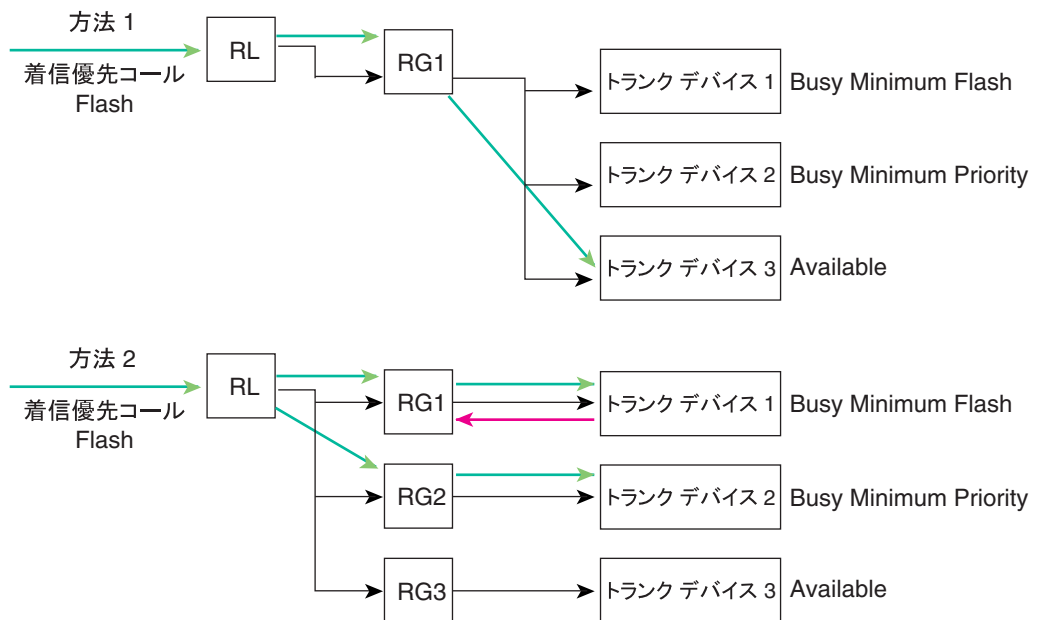 方法 1
着信優先コール
Flash
RL
RG1
トランク デバイス 1
Busy Minimum Flash
トランク デバイス 2
Busy Minimum Priority
トランク デバイス 3
Available
方法 2
着信優先コール
Flash
RL
RG1
トランク デバイス 1
Busy Minimum Flash
RG2
トランク デバイス 2
Busy Minimum Priority
RG3
トランク デバイス 3
Available